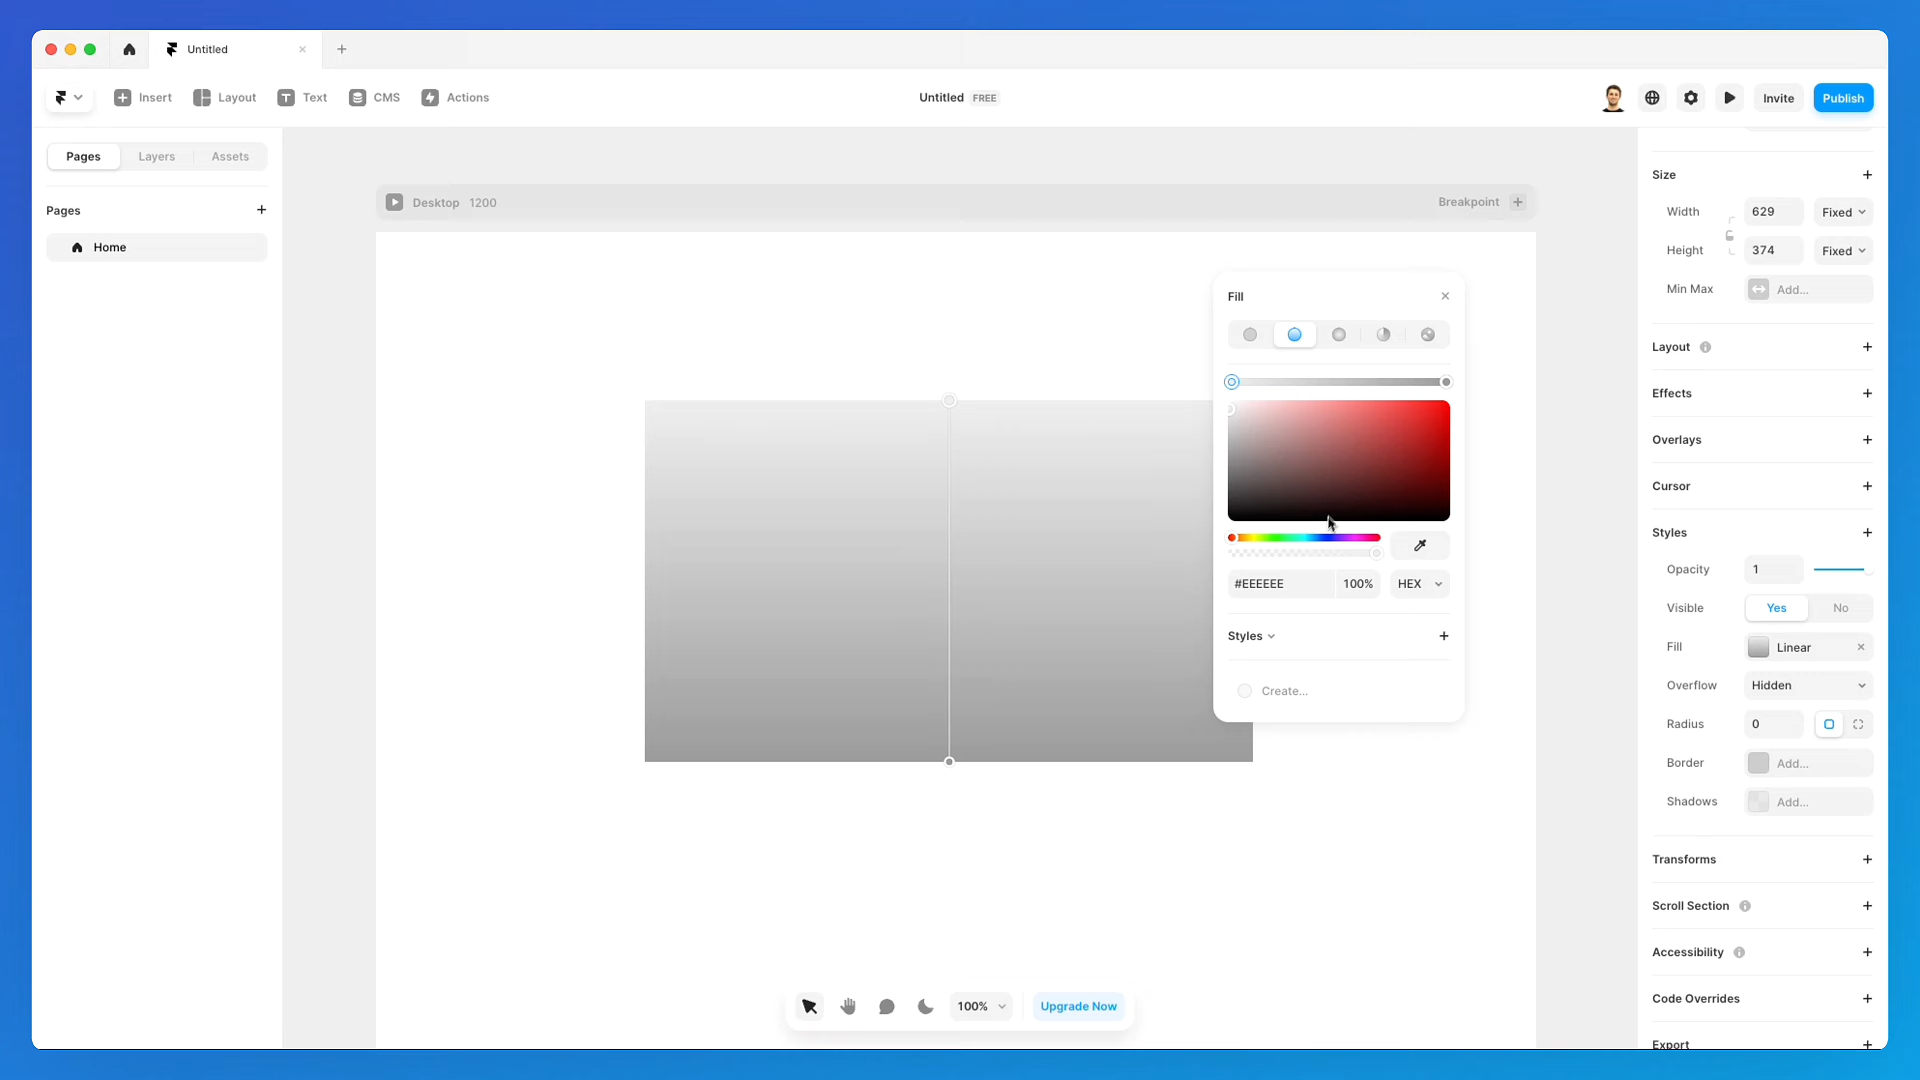 Untitled
Insert
Layout
Text
CMS
Actions
Untitled FREE
Invite
Publish
Pages
Layers
Assets
Pages
Home
Desktop 1200
Breakpoint
Fill
#EEEEEE
100%
HEX
Styles
Create...
Size
Width 629 Fixed
Height 374 Fixed
Min Max Add...
Layout
Effects
Overlays
Cursor
Styles
Opacity 1
Visible Yes No
Fill Linear
Overflow Hidden
Radius 0
Border Add...
Shadows Add...
Transforms
Scroll Section
Accessibility
Code Overrides
Export
100%
Upgrade Now